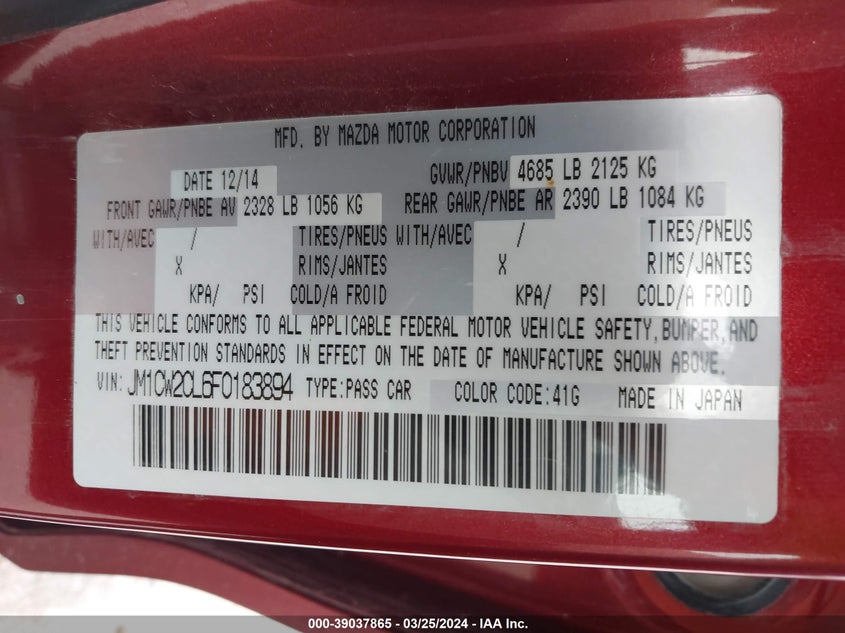 MFD. BY MAZDA MOTOR CORPORATION
DATE 12/14 GVWR/PNBV 4685 LB 2125 KG
FRONT GAWR/PNBE AV 2328 LB 1056 KG REAR GAWR/PNBE AR 2390 LB 1084 KG
WITH/AVEC / TIRES/PNEUS WITH/AVEC / TIRES/PNEUS
X RIMS/JANTES X RIMS/JANTES
KPA/ PSI COLD/A FROID KPA/ PSI COLD/A FROID
THIS VEHICLE CONFORMS TO ALL APPLICABLE FEDERAL MOTOR VEHICLE SAFETY, BUMPER, AND
THEFT PREVENTION STANDARDS IN EFFECT ON THE DATE OF MANUFACTURE SHOWN ABOVE.
VIN: JM1CW2CL6F0183894 TYPE:PASS CAR COLOR CODE:41G MADE IN JAPAN
000-39037865 - 03/25/2024 - IAA Inc.